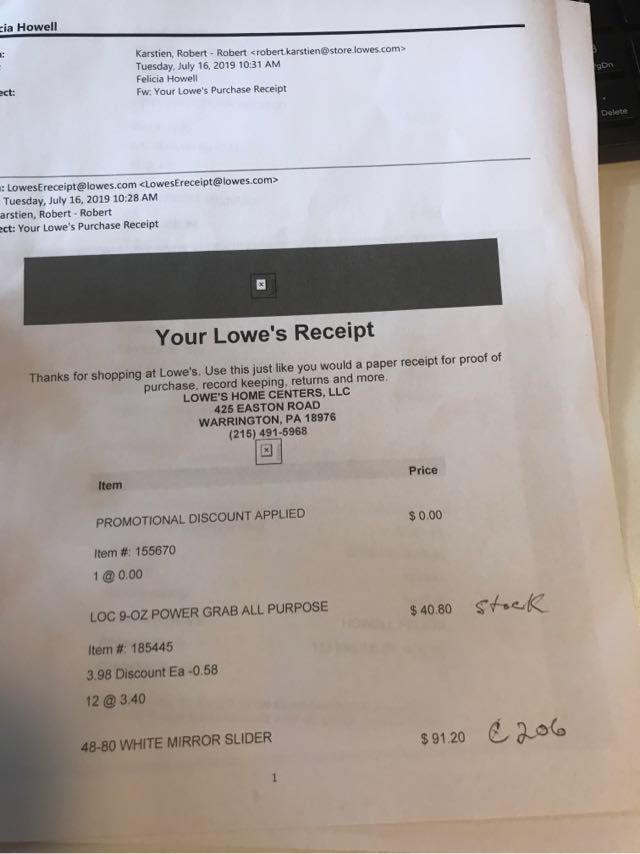 cia Howell
Karstien, Robert - Robert <robert.karstien@store.lowes.com>
Tuesday, July 16, 2019 10:31 AM
Felicia Howell
ect: Fw: Your Lowe's Purchase Receipt
: LowesEreceipt@lowes.com <LowesEreceipt@lowes.com>
Tuesday, July 16, 2019 10:28 AM
arstien, Robert - Robert
ect: Your Lowe's Purchase Receipt
Your Lowe's Receipt
Thanks for shopping at Lowe's. Use this just like you would a paper receipt for proof of
purchase, record keeping, returns and more.
LOWE'S HOME CENTERS, LLC
425 EASTON ROAD
WARRINGTON, PA 18976
(215) 491-5968
Item Price
PROMOTIONAL DISCOUNT APPLIED $ 0.00
Item #: 155670
1 @ 0.00
LOC 9-OZ POWER GRAB ALL PURPOSE $ 40.80 Stock
Item #: 185445
3.98 Discount Ea -0.58
12 @ 3.40
48-80 WHITE MIRROR SLIDER $ 91.20 C 206
1
gDn
Delete